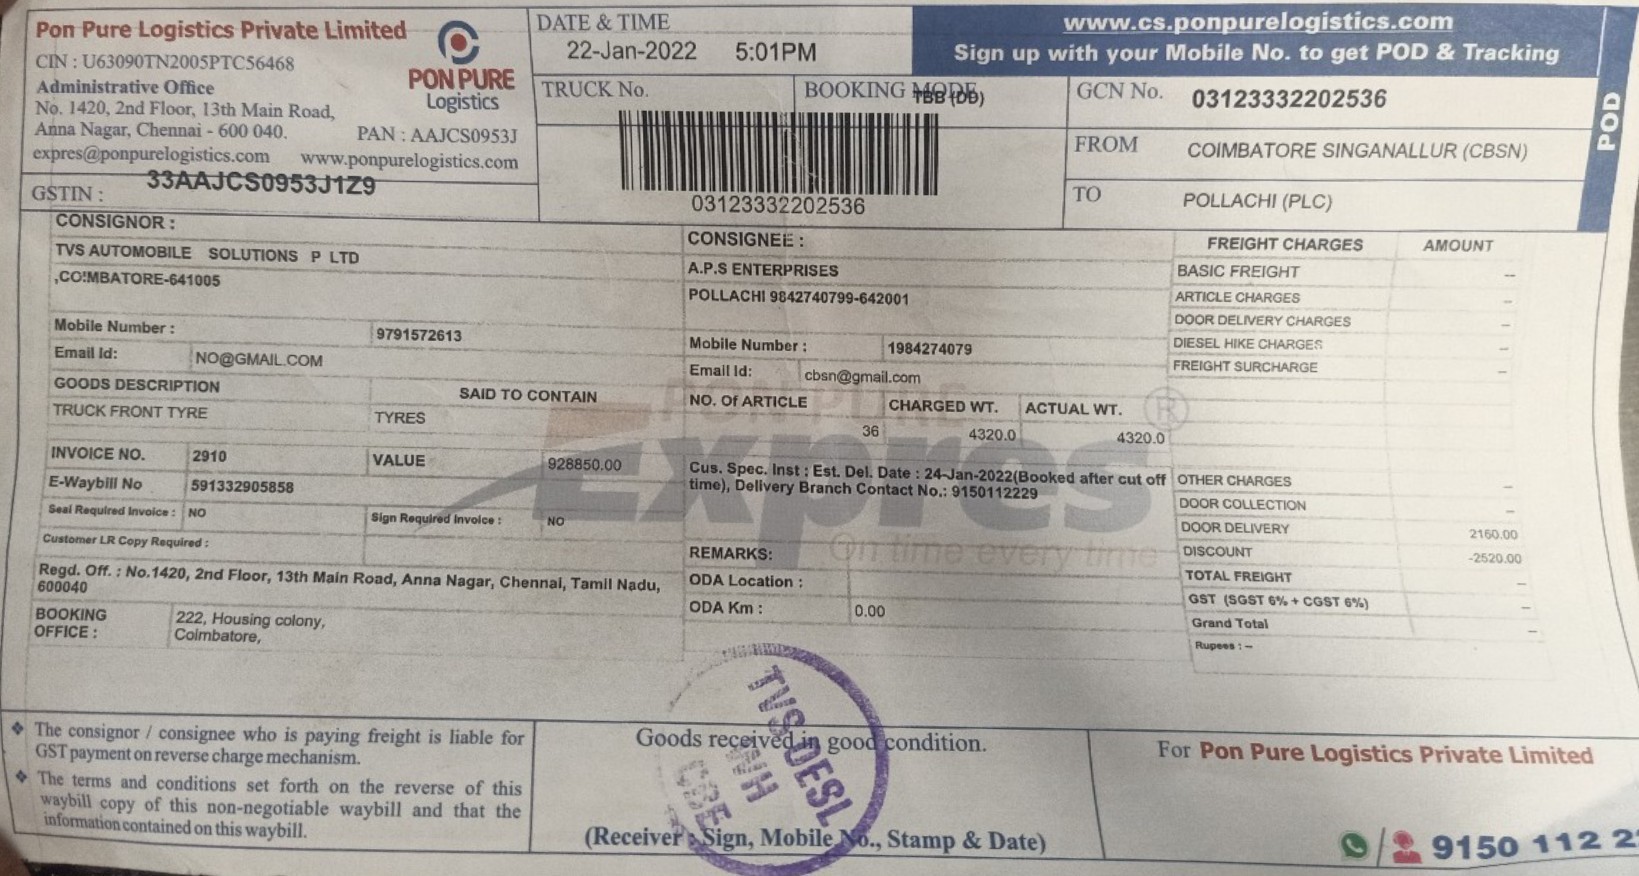 Pon Pure Logistics Private Limited
CIN : U63090TN2005PTC56468
Administrative Office
No. 1420, 2nd Floor, 13th Main Road,
Anna Nagar, Chennai - 600 040.
PAN : AAJCS0953J
expres@ponpurelogistics.com www.ponpurelogistics.com
PON PURE
Logistics
GSTIN : 33AAJCS0953J1Z9
DATE & TIME
22-Jan-2022 5:01PM
www.cs.ponpurelogistics.com
Sign up with your Mobile No. to get POD & Tracking
POD
TRUCK No.
BOOKING MODE
TBB (DD)
03123332202536
GCN No. 03123332202536
FROM COIMBATORE SINGANALLUR (CBSN)
TO POLLACHI (PLC)
CONSIGNOR :
TVS AUTOMOBILE SOLUTIONS P LTD
,COIMBATORE-641005
Mobile Number : 9791572613
Email Id: NO@GMAIL.COM
GOODS DESCRIPTION SAID TO CONTAIN
TRUCK FRONT TYRE TYRES
INVOICE NO. 2910 VALUE 928850.00
E-Waybill No 591332905858
Seal Required Invoice : NO Sign Required Invoice : NO
Customer LR Copy Required :
Regd. Off. : No.1420, 2nd Floor, 13th Main Road, Anna Nagar, Chennai, Tamil Nadu,
600040
BOOKING OFFICE :
222, Housing colony,
Coimbatore,
CONSIGNEE :
A.P.S ENTERPRISES
POLLACHI 9842740799-642001
Mobile Number : 1984274079
Email Id: cbsn@gmail.com
NO. Of ARTICLE CHARGED WT. ACTUAL WT.
36 4320.0 4320.0
Cus. Spec. Inst : Est. Del. Date : 24-Jan-2022(Booked after cut off
time), Delivery Branch Contact No.: 9150112229
REMARKS:
ODA Location :
ODA Km : 0.00
PON PURE
Expres ®
On time every time
FREIGHT CHARGES AMOUNT
BASIC FREIGHT --
ARTICLE CHARGES --
DOOR DELIVERY CHARGES --
DIESEL HIKE CHARGES --
FREIGHT SURCHARGE --
OTHER CHARGES --
DOOR COLLECTION --
DOOR DELIVERY 2160.00
DISCOUNT -2520.00
TOTAL FREIGHT --
GST (SGST 6% + CGST 6%) --
Grand Total --
Rupees : --
❖ The consignor / consignee who is paying freight is liable for
GST payment on reverse charge mechanism.
❖ The terms and conditions set forth on the reverse of this
waybill copy of this non-negotiable waybill and that the
information contained on this waybill.
Goods received in good condition.
TVS DESL
WH
CBE
(Receiver : Sign, Mobile No., Stamp & Date)
For Pon Pure Logistics Private Limited
9150 112 2